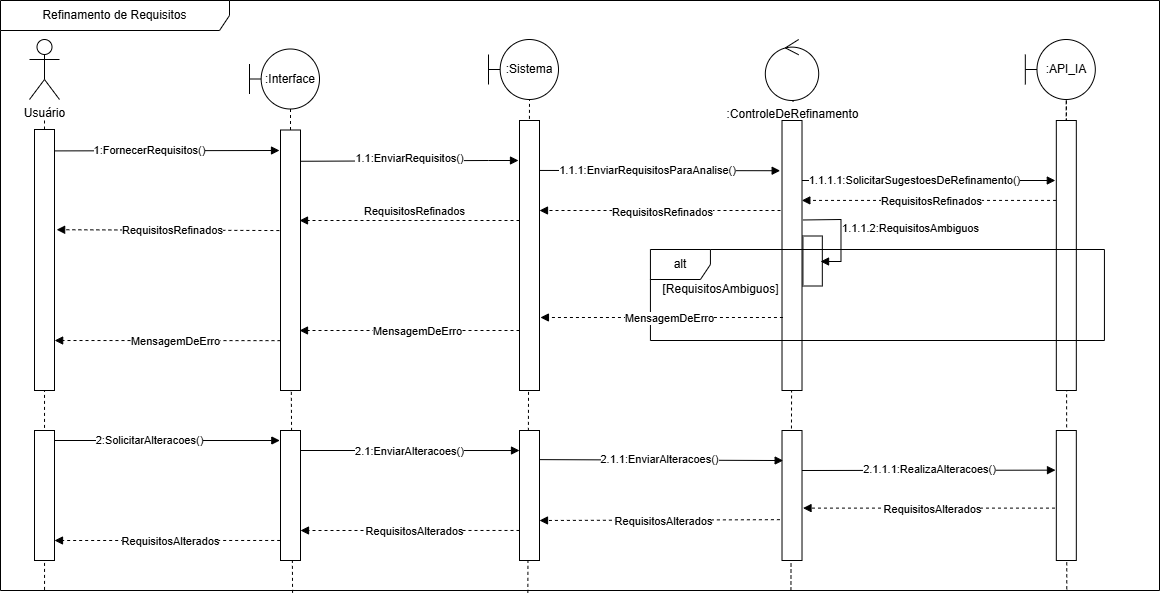 Refinamento de Requisitos
Usuário
:Interface
:Sistema
:ControleDeRefinamento
:API_IA
1:FornecerRequisitos()
1.1:EnviarRequisitos()
1.1.1:EnviarRequisitosParaAnalise()
1.1.1.1:SolicitarSugestoesDeRefinamento()
RequisitosRefinados
RequisitosRefinados
RequisitosRefinados
RequisitosRefinados
1.1.1.2:RequisitosAmbiguos
alt
[RequisitosAmbiguos]
MensagemDeErro
MensagemDeErro
MensagemDeErro
2:SolicitarAlteracoes()
2.1:EnviarAlteracoes()
2.1.1:EnviarAlteracoes()
2.1.1.1:RealizaAlteracoes()
RequisitosAlterados
RequisitosAlterados
RequisitosAlterados
RequisitosAlterados